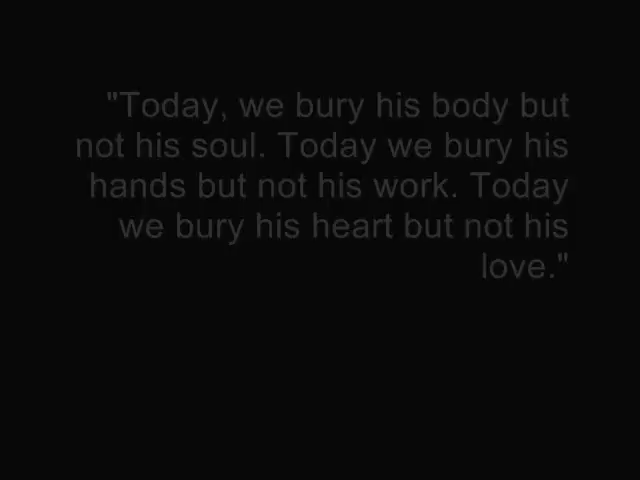 "Today, we bury his body but
not his soul. Today we bury his
hands but not his work. Today
we bury his heart but not his
love."